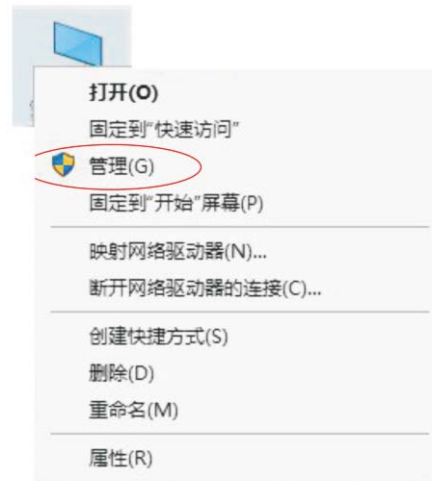 打开(O)
固定到"快速访问"
管理(G)
固定到"开始"屏幕(P)
映射网络驱动器(N)...
断开网络驱动器的连接(C)...
创建快捷方式(S)
删除(D)
重命名(M)
属性(R)